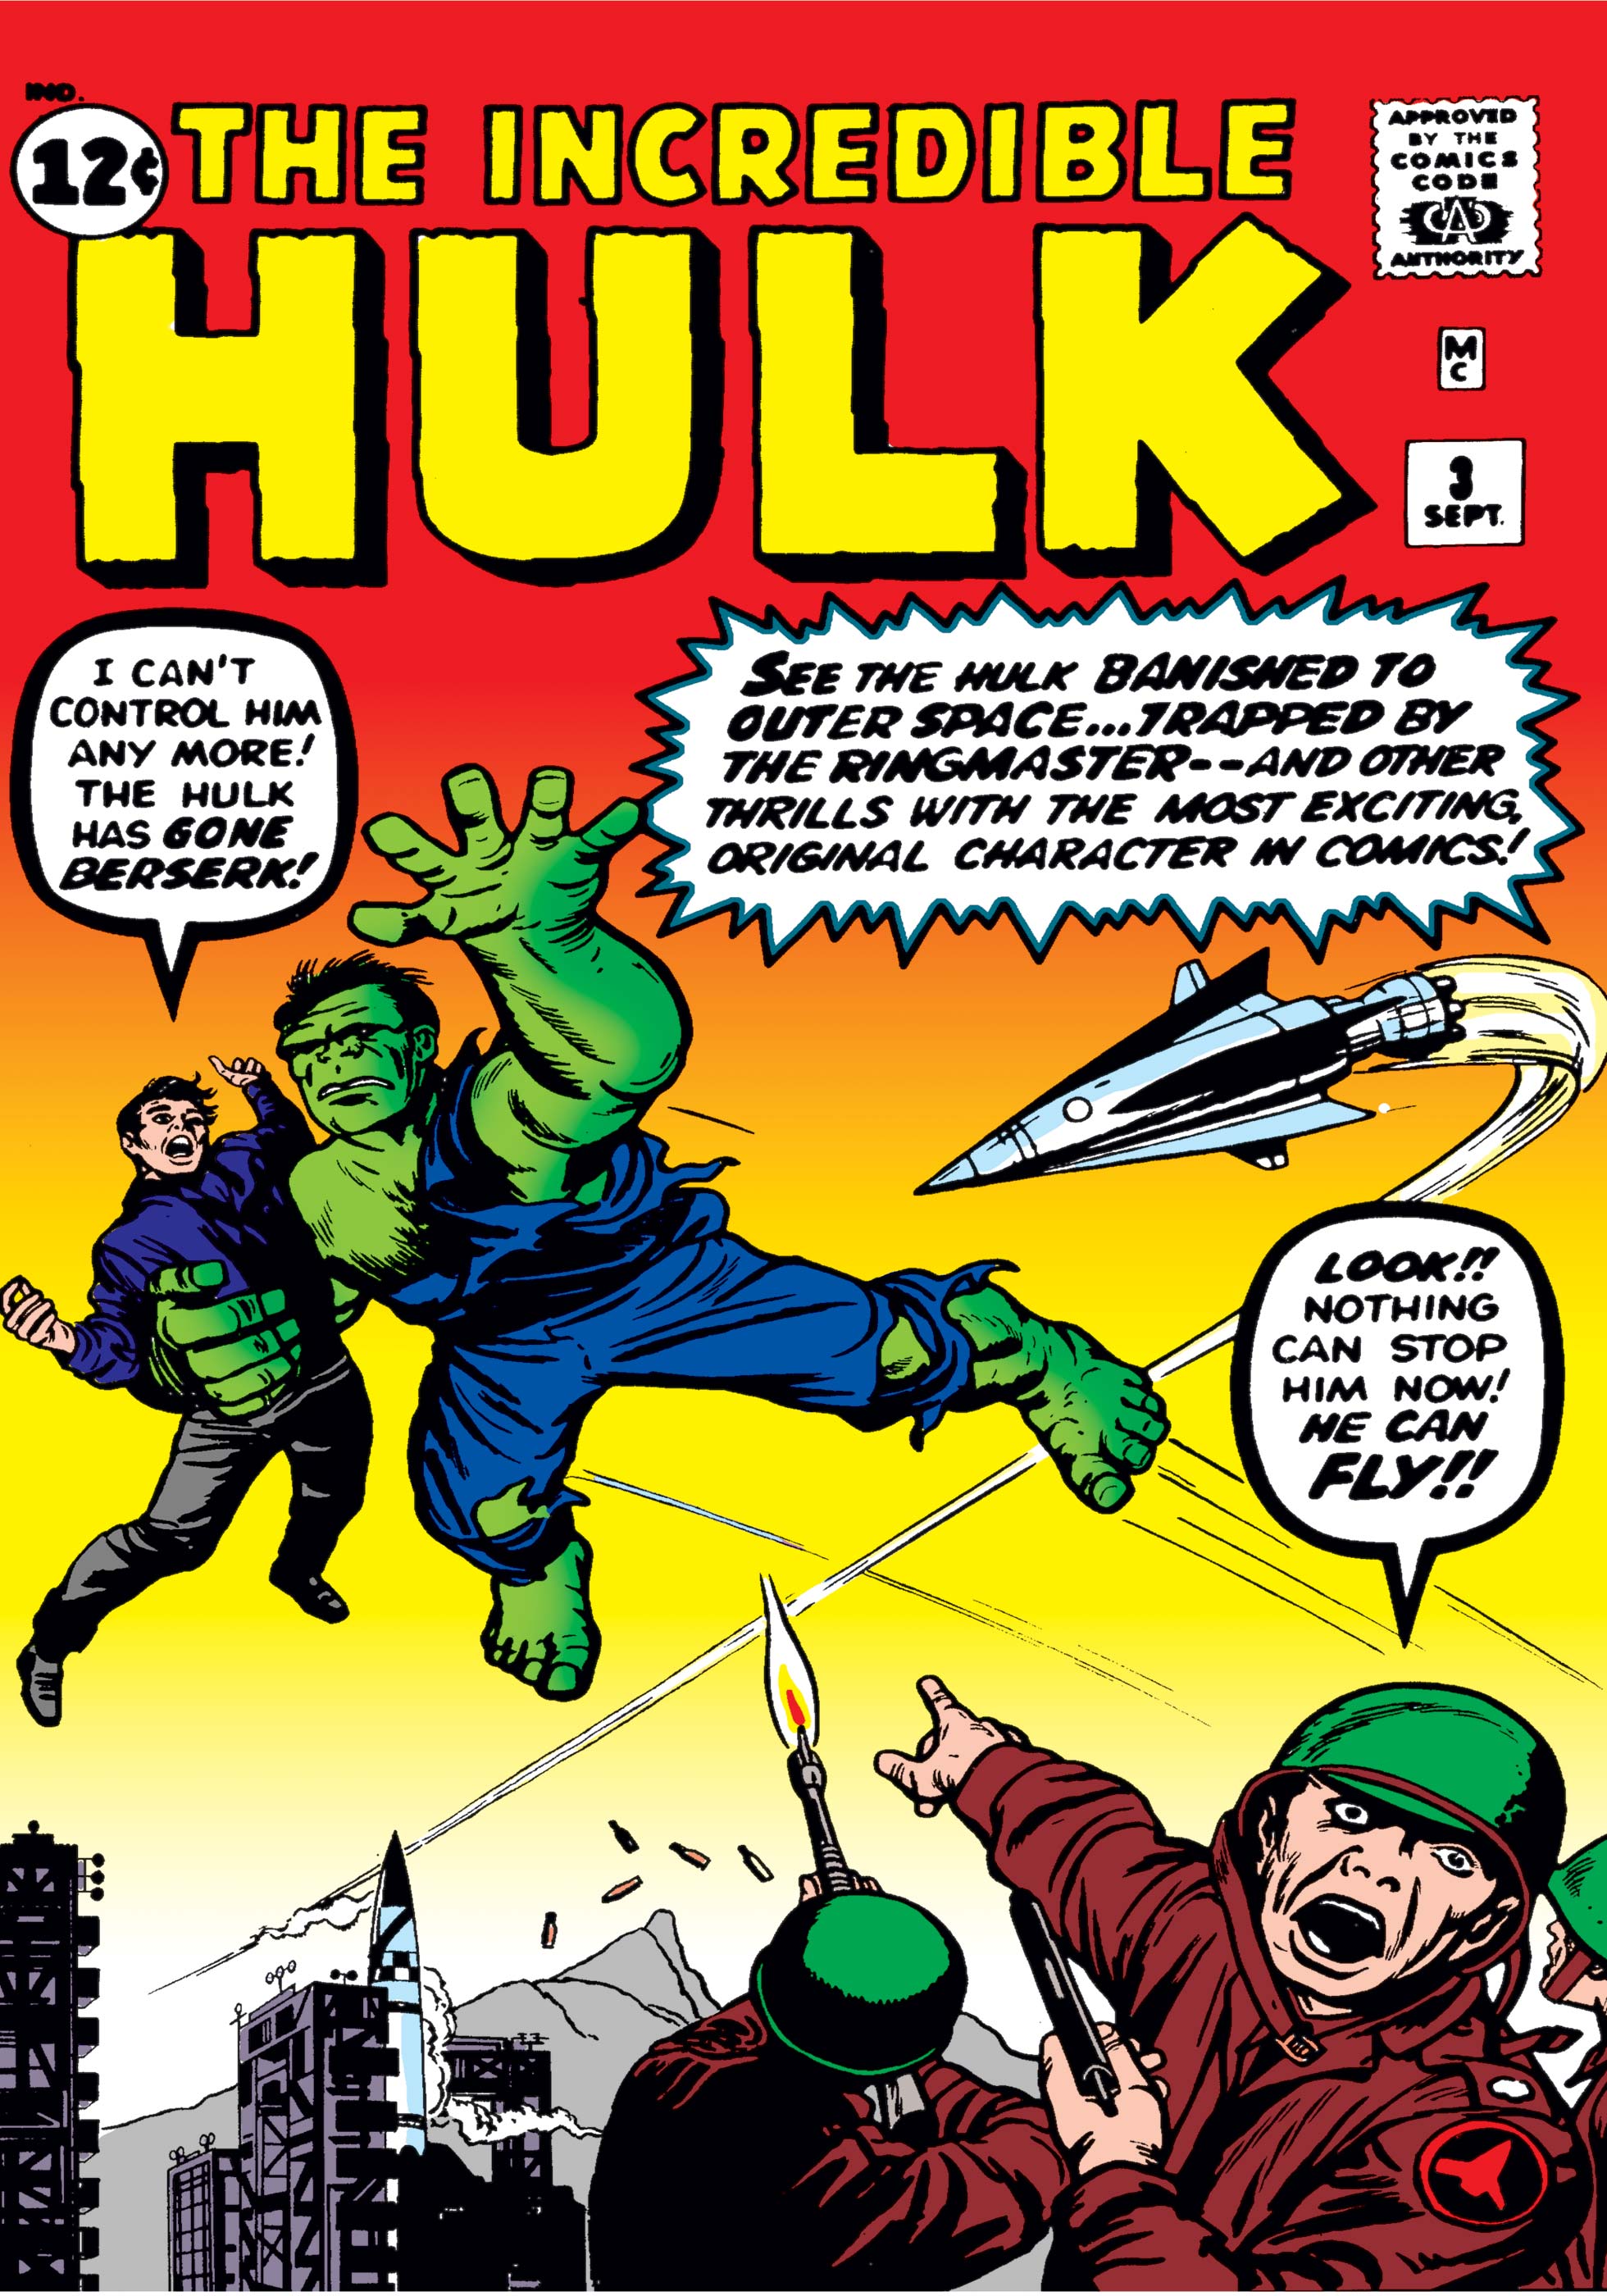 IND.
12¢
THE INCREDIBLE
HULK
APPROVED
BY THE
COMICS
CODE
CA
AUTHORITY
M
C
3
SEPT.
I CAN'T
CONTROL HIM
ANY MORE!
THE HULK
HAS GONE
BERSERK!
SEE THE HULK BANISHED TO
OUTER SPACE...TRAPPED BY
THE RINGMASTER--AND OTHER
THRILLS WITH THE MOST EXCITING,
ORIGINAL CHARACTER IN COMICS!
LOOK!!
NOTHING
CAN STOP
HIM NOW!
HE CAN
FLY!!